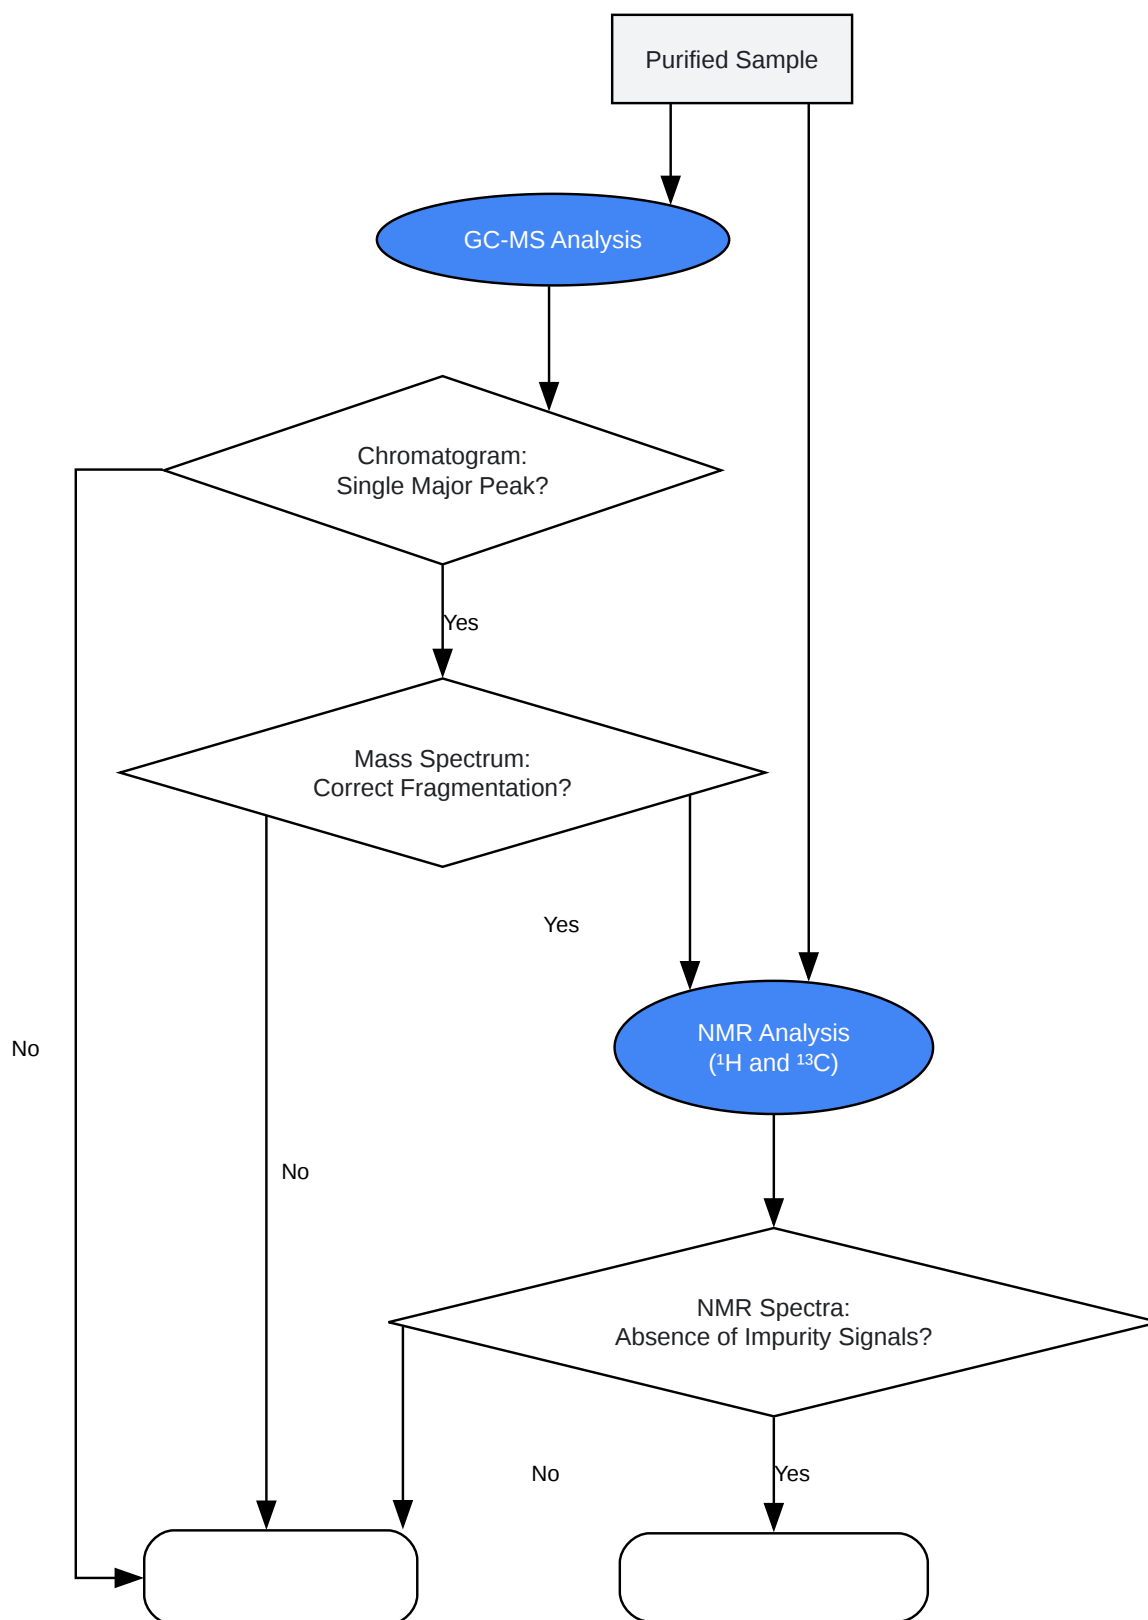 Purified Sample
GC-MS Analysis
Chromatogram:
Single Major Peak?
Yes
Mass Spectrum:
Correct Fragmentation?
Yes
NMR Analysis
(¹H and ¹³C)
No
No
NMR Spectra:
Absence of Impurity Signals?
No
Yes